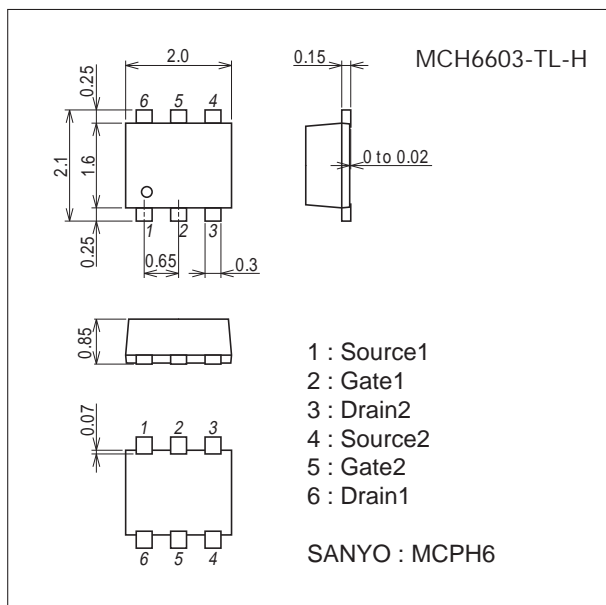 MCH6603-TL-H
2.0
0.15
0.25
6 5 4
2.1
1.6
0 to 0.02
0.25
1 2 3
0.65
0.3
0.85
0.07
1 2 3
6 5 4
1 : Source1
2 : Gate1
3 : Drain2
4 : Source2
5 : Gate2
6 : Drain1
SANYO : MCPH6